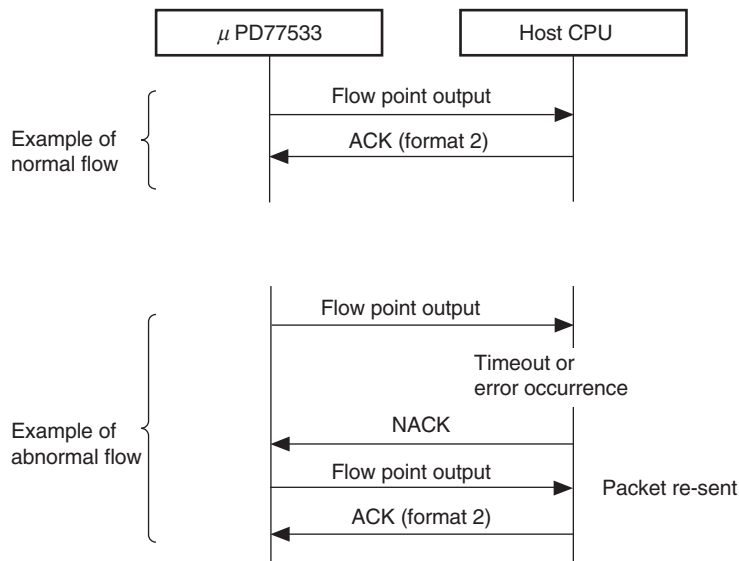 μ PD77533
Host CPU
Flow point output
Example of
normal flow
ACK (format 2)
Flow point output
Timeout or
error occurrence
Example of
abnormal flow
NACK
Flow point output
Packet re-sent
ACK (format 2)